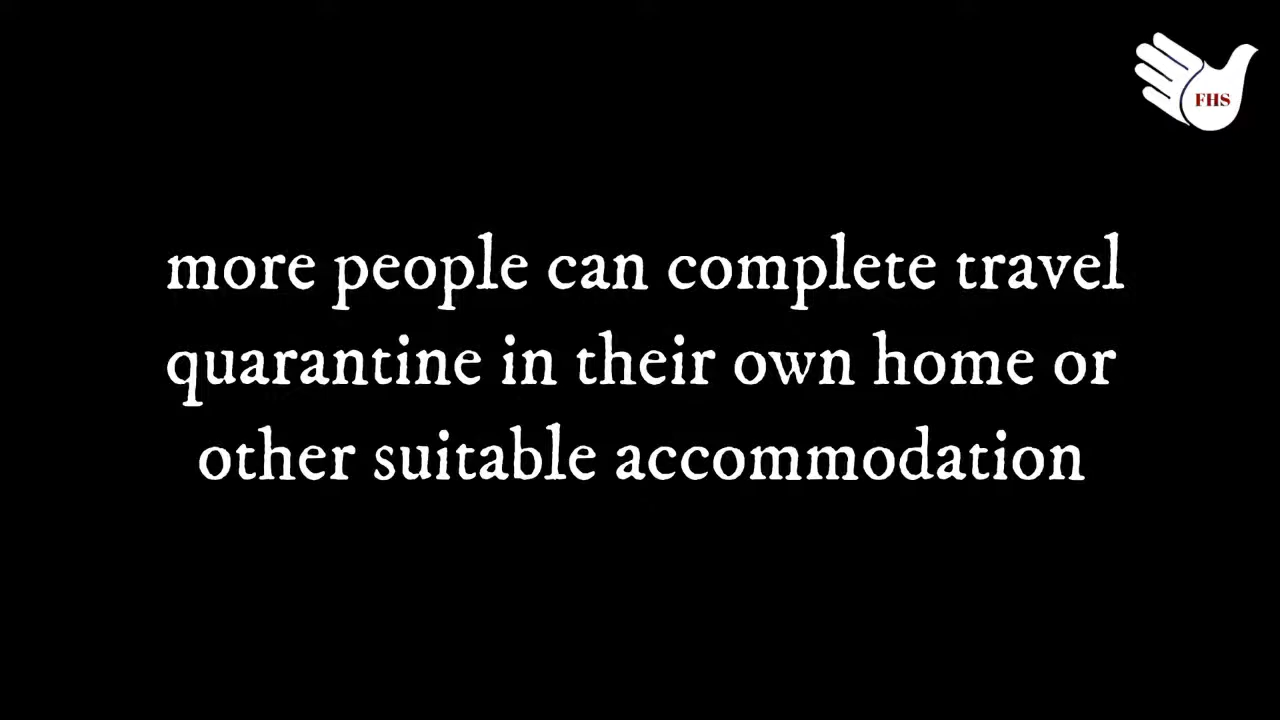 FHS
more people can complete travel
quarantine in their own home or
other suitable accommodation